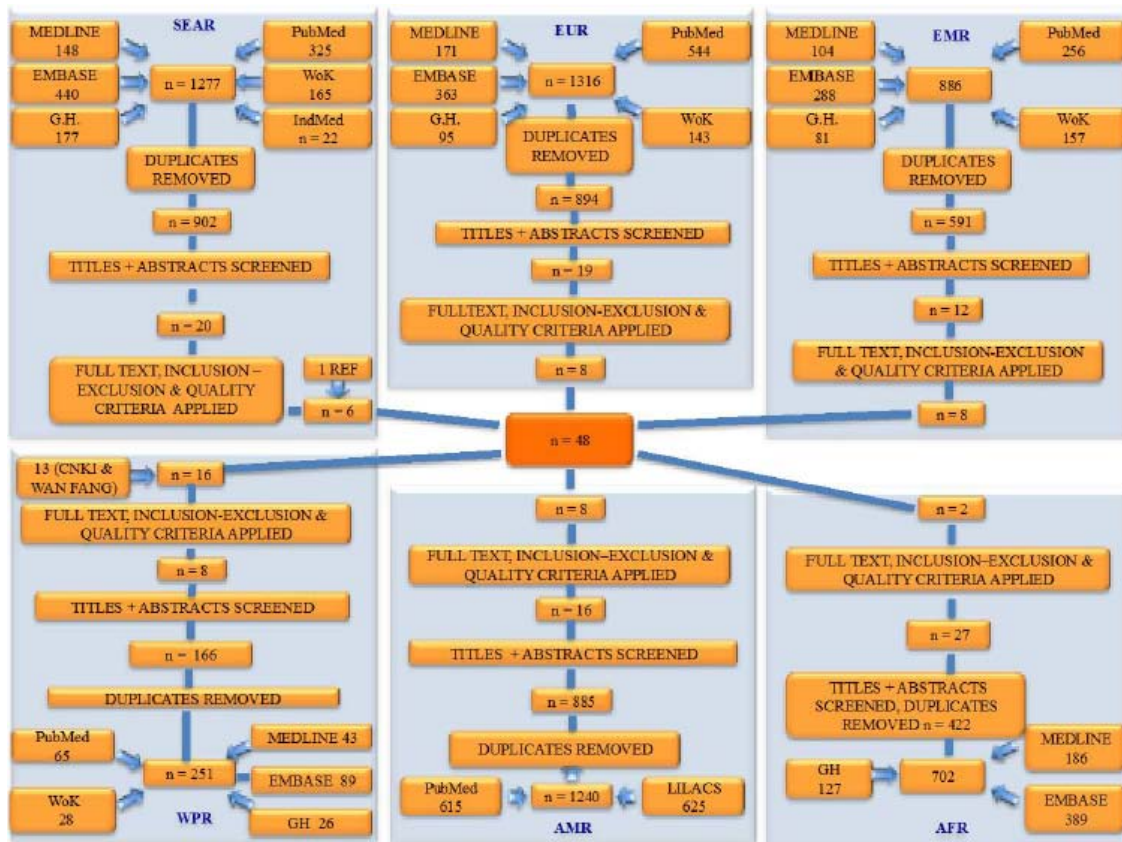 SEAR
MEDLINE
148
PubMed
325
EMBASE
440
n = 1277
WoK
165
G.H.
177
IndMed
n = 22
DUPLICATES
REMOVED
n = 902
TITLES + ABSTRACTS SCREENED
n = 20
FULL TEXT, INCLUSION –
EXCLUSION & QUALITY
CRITERIA APPLIED
1 REF
n = 6
EUR
MEDLINE
171
PubMed
544
EMBASE
363
n = 1316
G.H.
95
WoK
143
DUPLICATES
REMOVED
n = 894
TITLES + ABSTRACTS SCREENED
n = 19
FULLTEXT, INCLUSION-EXCLUSION &
QUALITY CRITERIA APPLIED
n = 8
EMR
MEDLINE
104
PubMed
256
EMBASE
288
886
G.H.
81
WoK
157
DUPLICATES
REMOVED
n = 591
TITLES + ABSTRACTS SCREENED
n = 12
FULL TEXT, INCLUSION-EXCLUSION
& QUALITY CRITERIA APPLIED
n = 8
n = 48
13 (CNKI &
WAN FANG)
n = 16
FULL TEXT, INCLUSION-EXCLUSION &
QUALITY CRITERIA APPLIED
n = 8
TITLES + ABSTRACTS SCREENED
n = 166
DUPLICATES REMOVED
PubMed
65
MEDLINE 43
n = 251
EMBASE 89
WoK
28
GH 26
WPR
n = 8
FULL TEXT, INCLUSION–EXCLUSION &
QUALITY CRITERIA APPLIED
n = 16
TITLES + ABSTRACTS SCREENED
n = 885
DUPLICATES REMOVED
PubMed
615
n = 1240
LILACS
625
AMR
n = 2
FULL TEXT, INCLUSION–EXCLUSION &
QUALITY CRITERIA APPLIED
n = 27
TITLES + ABSTRACTS
SCREENED, DUPLICATES
REMOVED n = 422
MEDLINE
186
GH
127
702
EMBASE
389
AFR